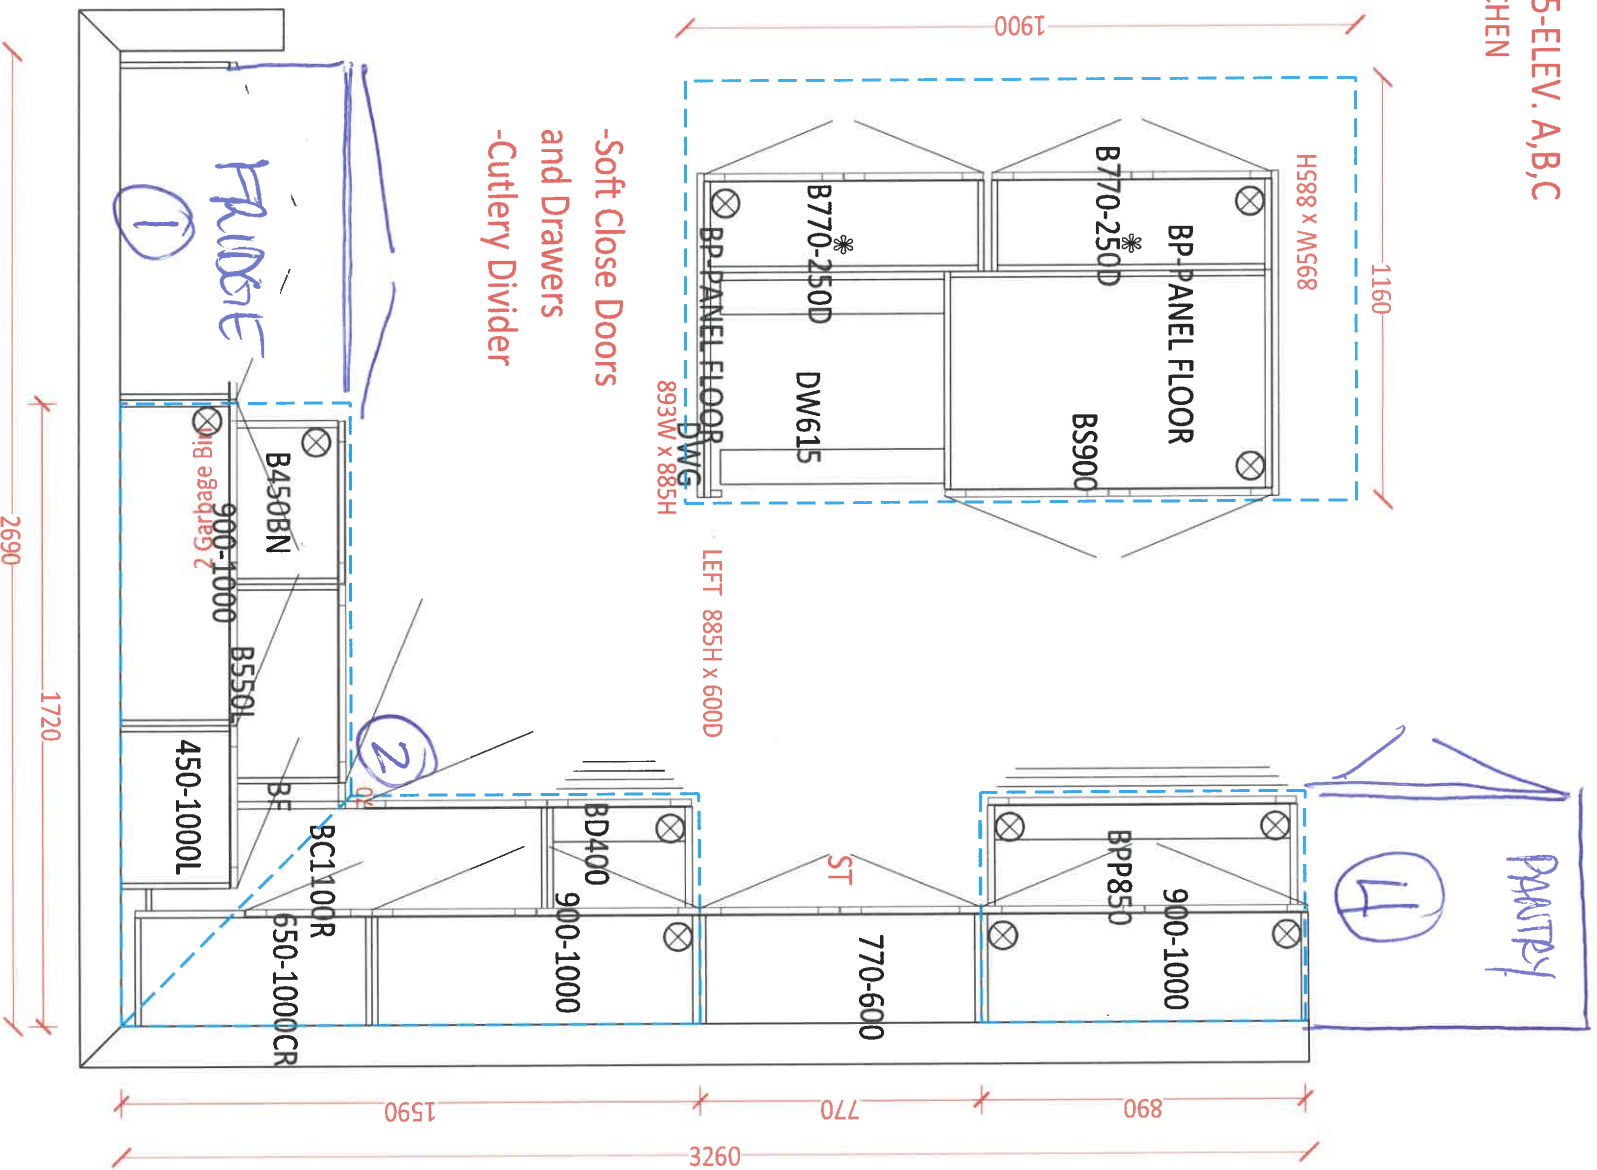 5-ELEV. A,B,C
CHEN
1900
1160
893W x 885H
B770-250D
BP-PANEL FLOOR
B770-250D
BP-PANEL FLOOR
DW615
BS900
DWG
893W x 885H
-Soft Close Doors
and Drawers
-Cutlery Divider
LEFT 885H x 600D
FRIDGE
1
B450BN
2 Garbage Bin
900-1000
B550L
450-1000L
BF
2
BC1100R
650-1000CR
BD400
900-1000
ST
770-600
BPP850
900-1000
4
PANTRY
2690
1720
1590
770
890
3260